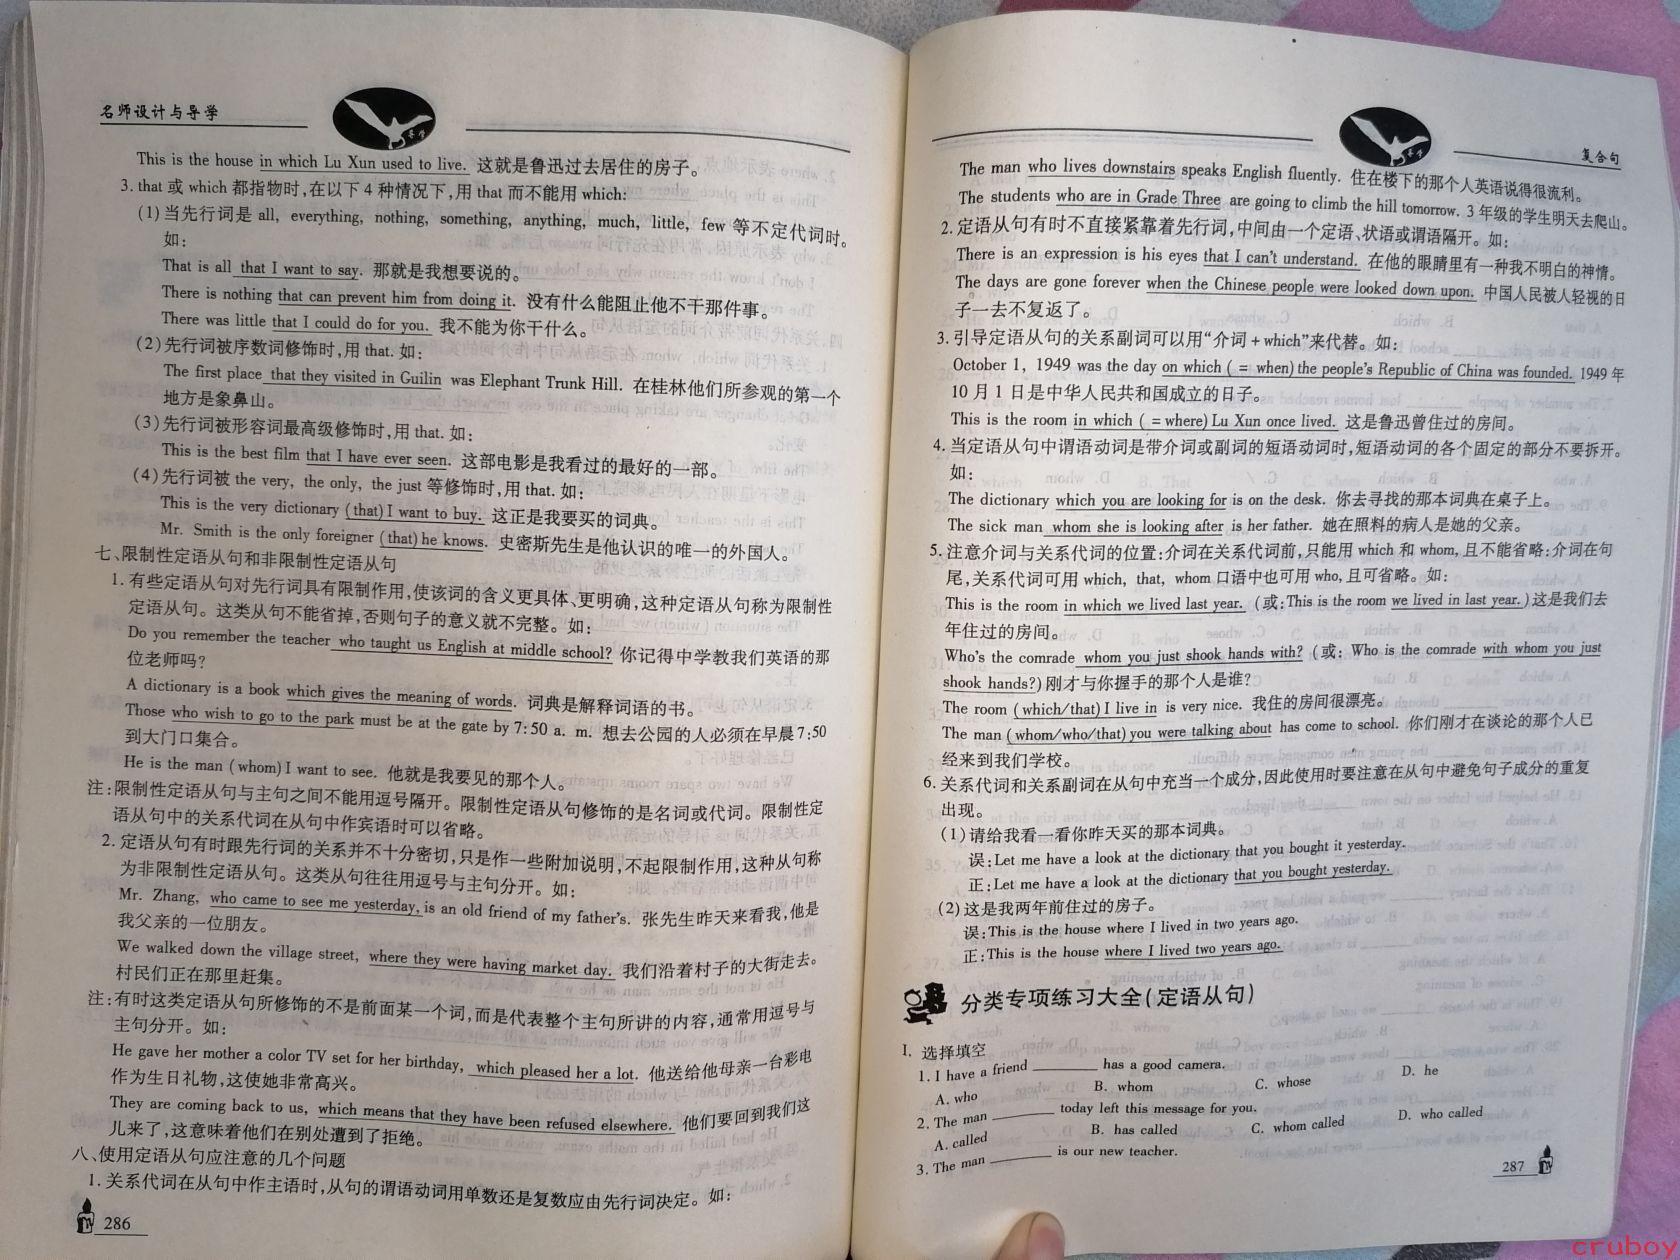 名师设计与导学
This is the house in which Lu Xun used to live. 这就是鲁迅过去居住的房子。
3. that 或 which 都指物时,在以下 4 种情况下,用 that 而不能用 which:
(1)当先行词是 all, everything, nothing, something, anything, much, little, few 等不定代词时。
如:
That is all that I want to say. 那就是我想要说的。
There is nothing that can prevent him from doing it. 没有什么能阻止他不干那件事。
There was little that I could do for you. 我不能为你干什么。
(2)先行词被序数词修饰时,用 that. 如:
The first place that they visited in Guilin was Elephant Trunk Hill. 在桂林他们所参观的第一个
地方是象鼻山。
(3)先行词被形容词最高级修饰时,用 that. 如:
This is the best film that I have ever seen. 这部电影是我看过的最好的一部。
(4)先行词被 the very, the only, the just 等修饰时,用 that. 如:
This is the very dictionary (that) I want to buy. 这正是我要买的词典。
Mr. Smith is the only foreigner (that) he knows. 史密斯先生是他认识的唯一的外国人。
七、限制性定语从句和非限制性定语从句
1. 有些定语从句对先行词具有限制作用,使该词的含义更具体、更明确,这种定语从句称为限制性
定语从句。这类从句不能省掉,否则句子的意义就不完整。如:
Do you remember the teacher who taught us English at middle school? 你记得中学教我们英语的那
位老师吗?
A dictionary is a book which gives the meaning of words. 词典是解释词语的书。
Those who wish to go to the park must be at the gate by 7:50 a. m. 想去公园的人必须在早晨7:50
到大门口集合。
He is the man (whom) I want to see. 他就是我要见的那个人。
注:限制性定语从句与主句之间不能用逗号隔开。限制性定语从句修饰的是名词或代词。限制性定
语从句中的关系代词在从句中作宾语时可以省略。
2. 定语从句有时跟先行词的关系并不十分密切,只是作一些附加说明,不起限制作用,这种从句称
为非限制性定语从句。这类从句往往用逗号与主句分开。如:
Mr. Zhang, who came to see me yesterday, is an old friend of my father's. 张先生昨天来看我,他是
我父亲的一位朋友。
We walked down the village street, where they were having market day. 我们沿着村子的大街走去。
村民们正在那里赶集。
注:有时这类定语从句所修饰的不是前面某一个词,而是代表整个主句所讲的内容,通常用逗号与
主句分开。如:
He gave her mother a color TV set for her birthday, which pleased her a lot. 他送给他母亲一台彩电
作为生日礼物,这使她非常高兴。
They are coming back to us, which means that they have been refused elsewhere. 他们要回到我们这
儿来了,这意味着他们在别处遭到了拒绝。
八、使用定语从句应注意的几个问题
1. 关系代词在从句中作主语时,从句的谓语动词用单数还是复数应由先行词决定。如:
286
复合句
The man who lives downstairs speaks English fluently. 住在楼下的那个人英语说得很流利。
The students who are in Grade Three are going to climb the hill tomorrow. 3 年级的学生明天去爬山。
2. 定语从句有时不直接紧靠着先行词,中间由一个定语、状语或谓语隔开。如:
There is an expression is his eyes that I can't understand. 在他的眼睛里有一种我不明白的神情。
The days are gone forever when the Chinese people were looked down upon. 中国人民被人轻视的日
子一去不复返了。
3. 引导定语从句的关系副词可以用“介词 + which”来代替。如:
October 1, 1949 was the day on which ( = when) the people's Republic of China was founded. 1949 年
10 月 1 日是中华人民共和国成立的日子。
This is the room in which ( = where) Lu Xun once lived. 这是鲁迅曾住过的房间。
4. 当定语从句中谓语动词是带介词或副词的短语动词时,短语动词的各个固定的部分不要拆开。
如:
The dictionary which you are looking for is on the desk. 你去寻找的那本词典在桌子上。
The sick man whom she is looking after is her father. 她在照料的病人是她的父亲。
5. 注意介词与关系代词的位置:介词在关系代词前,只能用 which 和 whom,且不能省略:介词在句
尾,关系代词可用 which, that, whom 口语中也可用 who,且可省略。如:
This is the room in which we lived last year. (或:This is the room we lived in last year.)这是我们去
年住过的房间。
Who's the comrade whom you just shook hands with? (或: Who is the comrade with whom you just
shook hands?)刚才与你握手的那个人是谁?
The room (which/that) I live in is very nice. 我住的房间很漂亮。
The man (whom/who/that) you were talking about has come to school. 你们刚才在谈论的那个人已
经来到我们学校。
6. 关系代词和关系副词在从句中充当一个成分,因此使用时要注意在从句中避免句子成分的重复
出现。
(1)请给我看一看你昨天买的那本词典。
误:Let me have a look at the dictionary that you bought it yesterday.
正:Let me have a look at the dictionary that you bought yesterday.
(2)这是我两年前住过的房子。
误:This is the house where I lived in two years ago.
正:This is the house where I lived two years ago.
分类专项练习大全(定语从句)
I. 选择填空
1. I have a friend ________ has a good camera.
A. who B. whom C. whose D. he
2. The man ________ today left this message for you.
A. called B. has called C. whom called D. who called
3. The man ________ is our new teacher.
287
cruboy